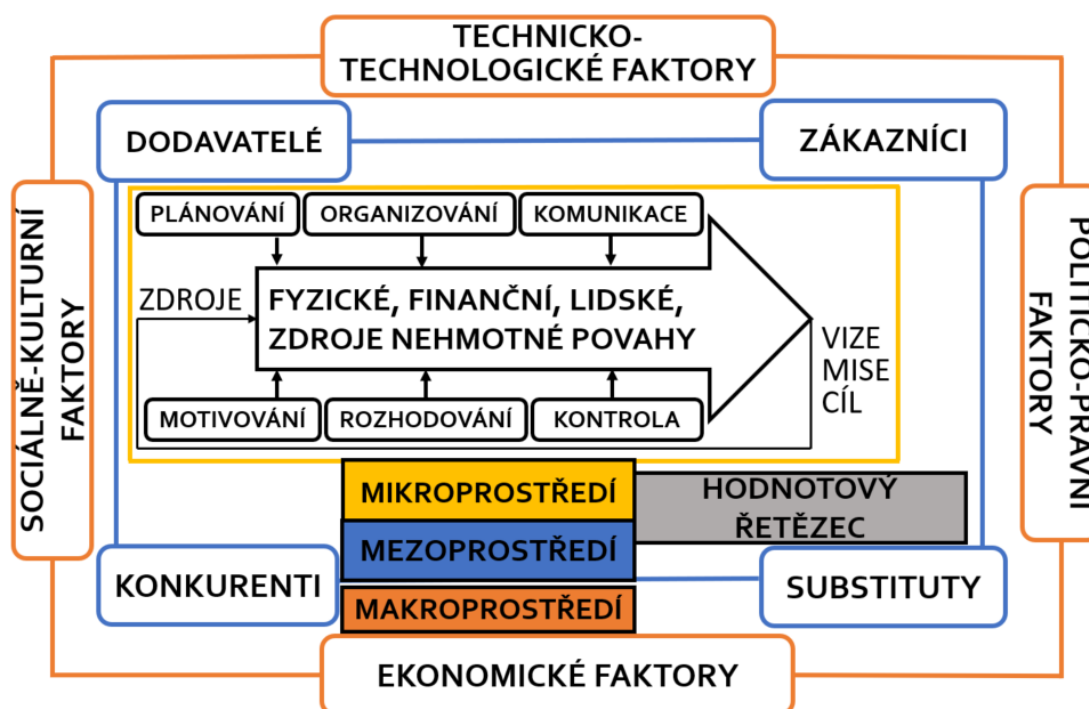 TECHNICKO-
TECHNOLOGICKÉ FAKTORY
DODAVATELÉ
ZÁKAZNÍCI
SOCIÁLNĚ-KULTURNÍ
FAKTORY
POLITICKO-PRÁVNÍ
FAKTORY
PLÁNOVÁNÍ
ORGANIZOVÁNÍ
KOMUNIKACE
ZDROJE
FYZICKÉ, FINANČNÍ, LIDSKÉ,
ZDROJE NEHMOTNÉ POVAHY
VIZE
MISE
CÍL
MOTIVOVÁNÍ
ROZHODOVÁNÍ
KONTROLA
MIKROPROSTŘEDÍ
HODNOTOVÝ
ŘETĚZEC
MEZOPROSTŘEDÍ
KONKURENTI
SUBSTITUTY
MAKROPROSTŘEDÍ
EKONOMICKÉ FAKTORY